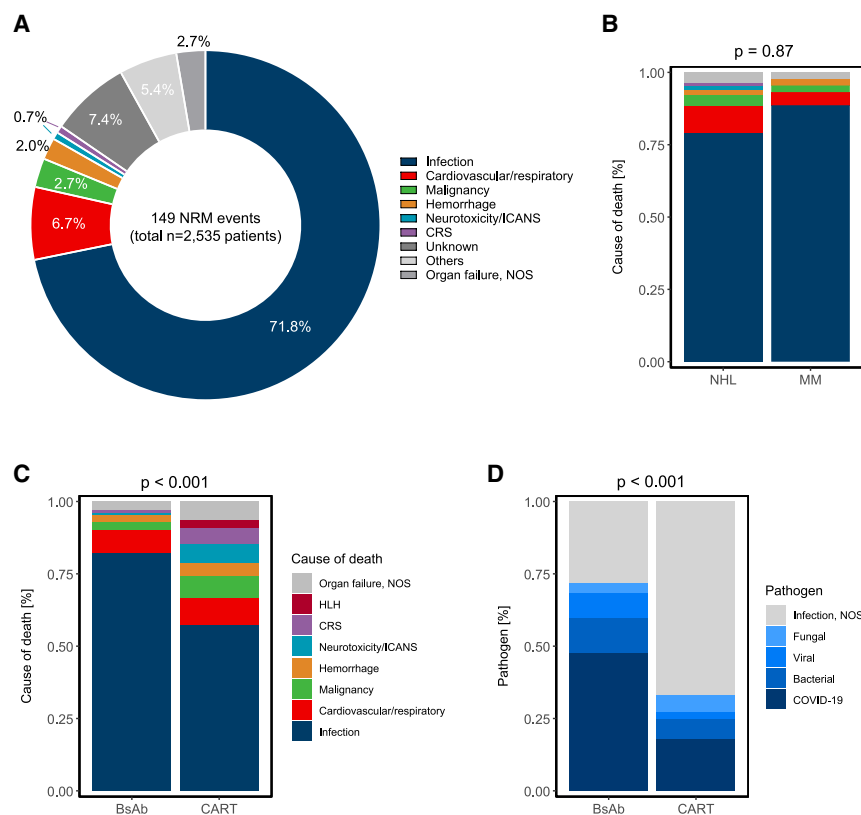 A
2.7%
5.4%
7.4%
0.7%
2.0%
2.7%
6.7%
71.8%
149 NRM events
(total n=2,535 patients)
Infection
Cardiovascular/respiratory
Malignancy
Hemorrhage
Neurotoxicity/ICANS
CRS
Unknown
Others
Organ failure, NOS
B
p = 0.87
Cause of death [%]
1.00
0.75
0.50
0.25
0.00
NHL MM
C
p < 0.001
Cause of death [%]
1.00
0.75
0.50
0.25
0.00
BsAb CART
Cause of death
Organ failure, NOS
HLH
CRS
Neurotoxicity/ICANS
Hemorrhage
Malignancy
Cardiovascular/respiratory
Infection
D
p < 0.001
Pathogen [%]
1.00
0.75
0.50
0.25
0.00
BsAb CART
Pathogen
Infection, NOS
Fungal
Viral
Bacterial
COVID-19